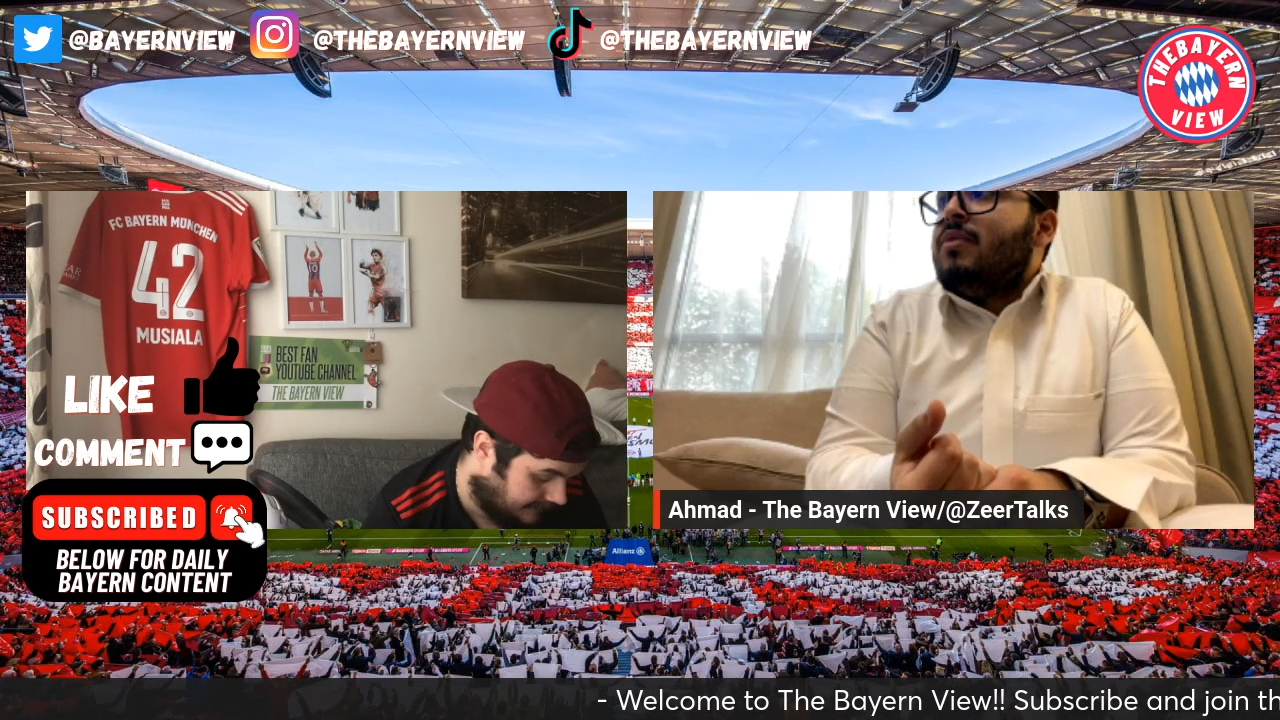 @BAYERNVIEW
@THEBAYERNVIEW
@THEBAYERNVIEW
THEBAYERN
VIEW
FC BAYERN MÜNCHEN
42
MUSIALA
10
BEST FAN
YOUTUBE CHANNEL
THE BAYERN VIEW
LIKE
COMMENT
SUBSCRIBED
BELOW FOR DAILY
BAYERN CONTENT
Ahmad - The Bayern View/@ZeerTalks
Allianz
- Welcome to The Bayern View!! Subscribe and join th